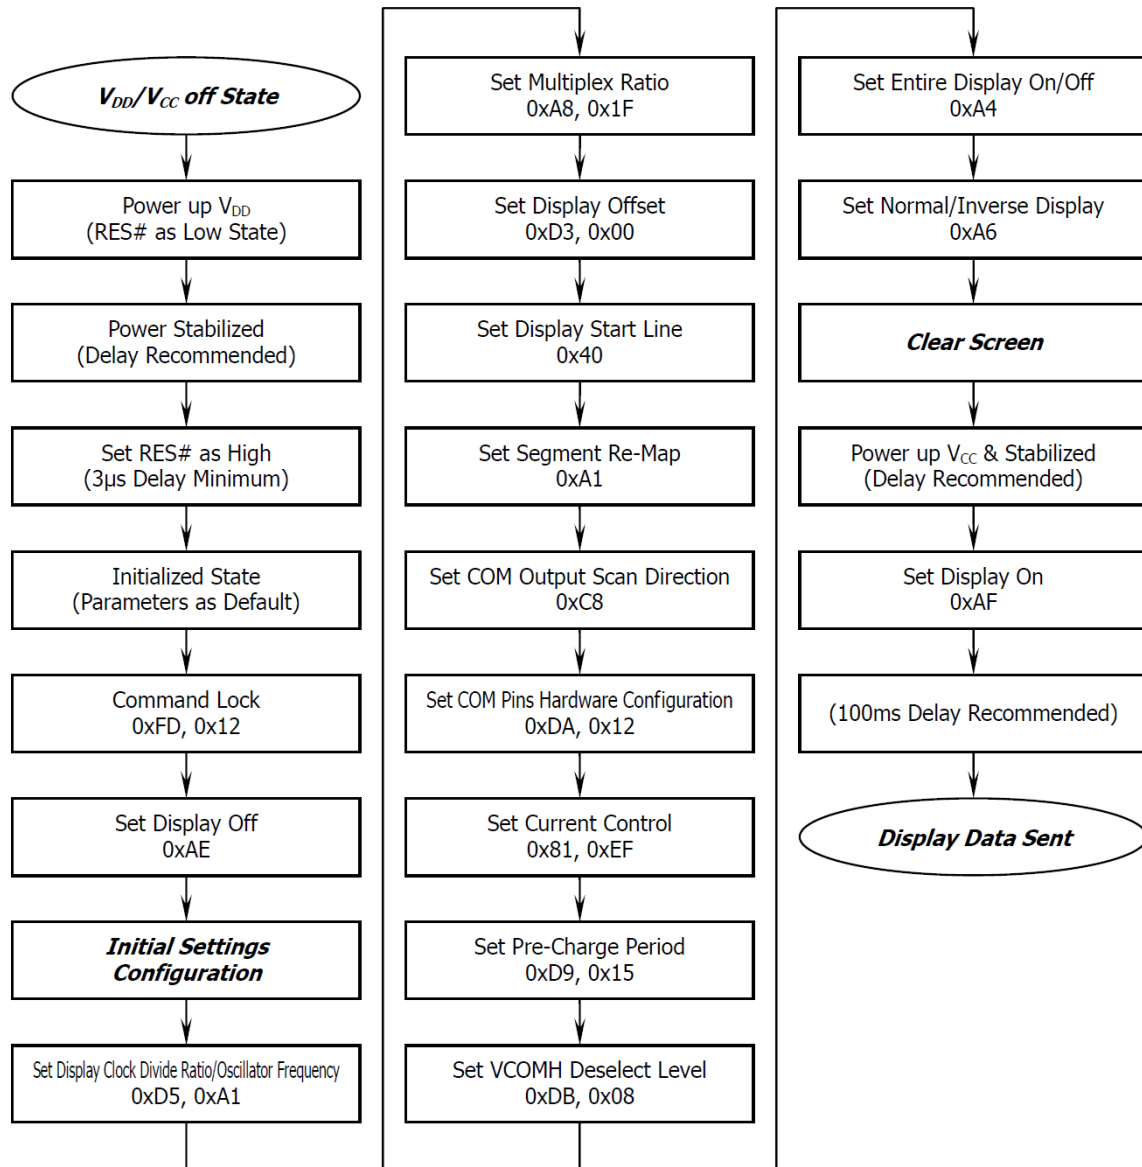 V_DD/V_CC off State
Power up V_DD
(RES# as Low State)
Power Stabilized
(Delay Recommended)
Set RES# as High
(3μs Delay Minimum)
Initialized State
(Parameters as Default)
Command Lock
0xFD, 0x12
Set Display Off
0xAE
Initial Settings
Configuration
Set Display Clock Divide Ratio/Oscillator Frequency
0xD5, 0xA1
Set Multiplex Ratio
0xA8, 0x1F
Set Display Offset
0xD3, 0x00
Set Display Start Line
0x40
Set Segment Re-Map
0xA1
Set COM Output Scan Direction
0xC8
Set COM Pins Hardware Configuration
0xDA, 0x12
Set Current Control
0x81, 0xEF
Set Pre-Charge Period
0xD9, 0x15
Set VCOMH Deselect Level
0xDB, 0x08
Set Entire Display On/Off
0xA4
Set Normal/Inverse Display
0xA6
Clear Screen
Power up V_CC & Stabilized
(Delay Recommended)
Set Display On
0xAF
(100ms Delay Recommended)
Display Data Sent